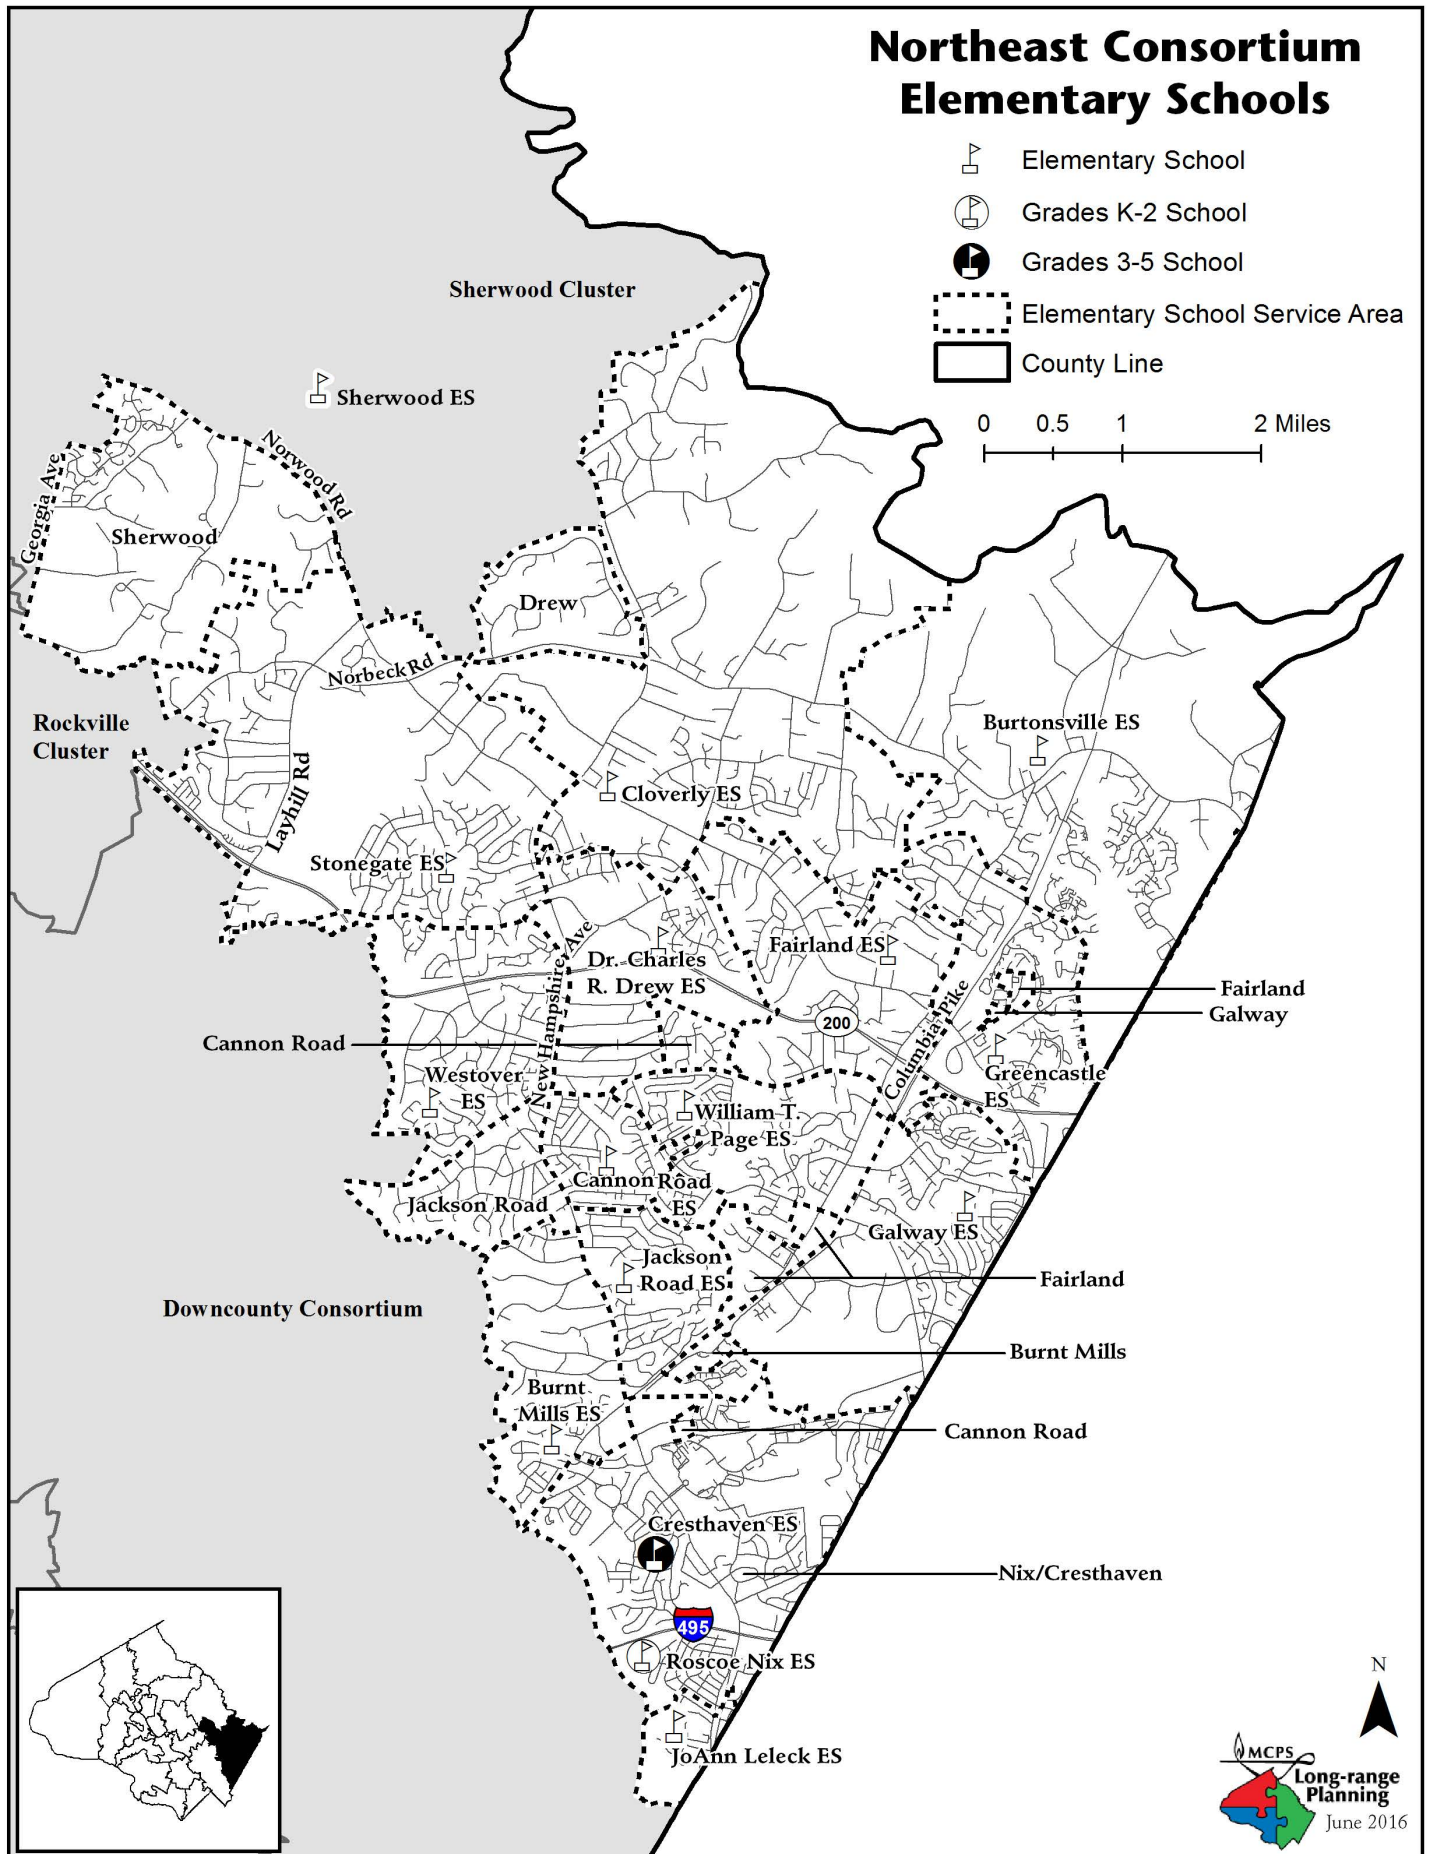 Northeast Consortium
Elementary Schools
Elementary School
Grades K-2 School
Grades 3-5 School
Elementary School Service Area
County Line
0 0.5 1 2 Miles
Sherwood Cluster
Sherwood ES
Norwood Rd
Georgia Ave
Sherwood
Drew
Norbeck Rd
Rockville
Cluster
Burtonsville ES
Layhill Rd
Cloverly ES
Stonegate ES
New Hampshire Ave
Dr. Charles
R. Drew ES
Fairland ES
Columbia Pike
Fairland
Galway
200
Cannon Road
Greencastle
ES
Westover
ES
William T.
Page ES
Cannon Road
ES
Jackson Road
Galway ES
Jackson
Road ES
Fairland
Downcounty Consortium
Burnt Mills
Burnt
Mills ES
Cannon Road
Cresthaven ES
Nix/Cresthaven
495
Roscoe Nix ES
JoAnn Leleck ES
N
MCPS
Long-range
Planning
June 2016